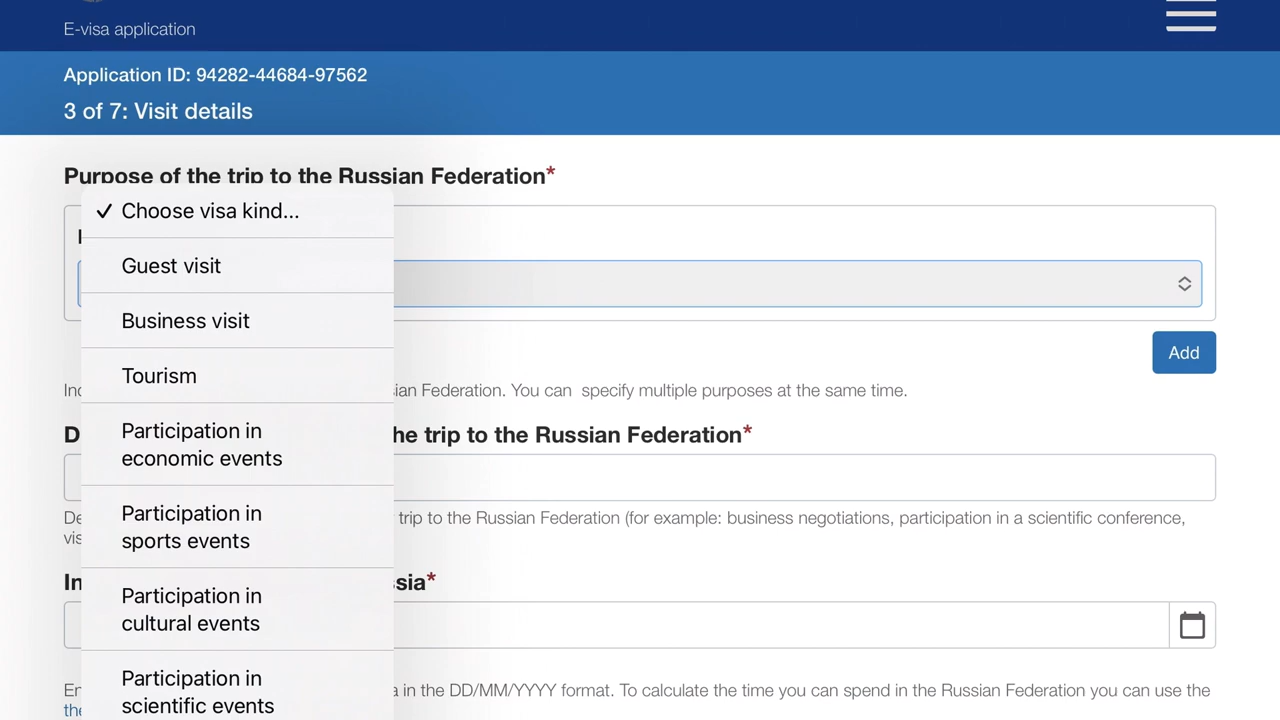 E-visa application
Application ID: 94282-44684-97562
3 of 7: Visit details
Purpose of the trip to the Russian Federation*
✓ Choose visa kind...
Guest visit
Business visit
Tourism
Participation in
economic events
Participation in
sports events
Participation in
cultural events
Participation in
scientific events
Add
Federation. You can specify multiple purposes at the same time.
the trip to the Russian Federation*
trip to the Russian Federation (for example: business negotiations, participation in a scientific conference,
in the DD/MM/YYYY format. To calculate the time you can spend in the Russian Federation you can use the